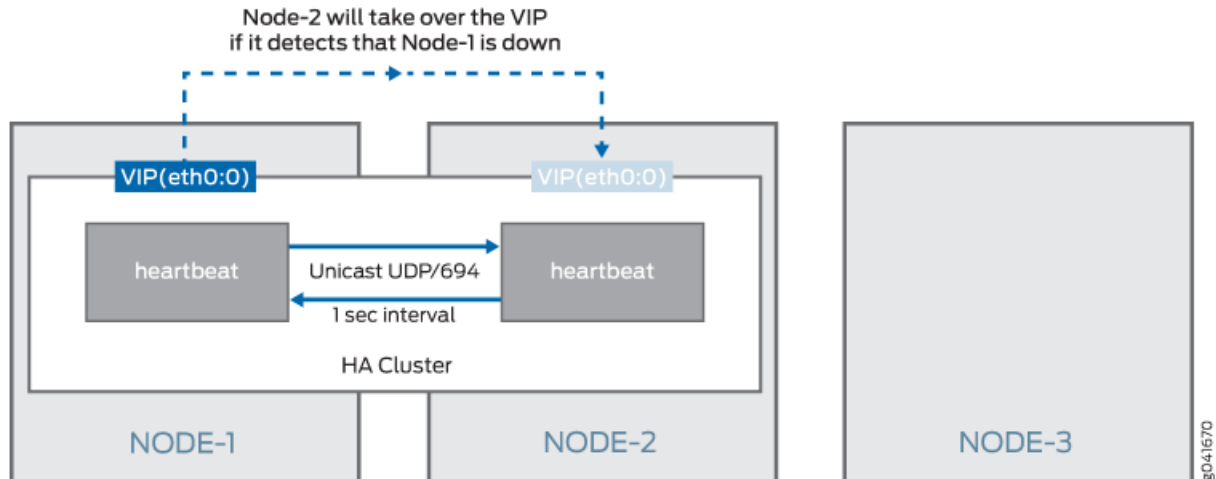 Node-2 will take over the VIP
if it detects that Node-1 is down
VIP(eth0:0)
VIP(eth0:0)
heartbeat
Unicast UDP/694
heartbeat
1 sec interval
HA Cluster
NODE-1
NODE-2
NODE-3
g041670